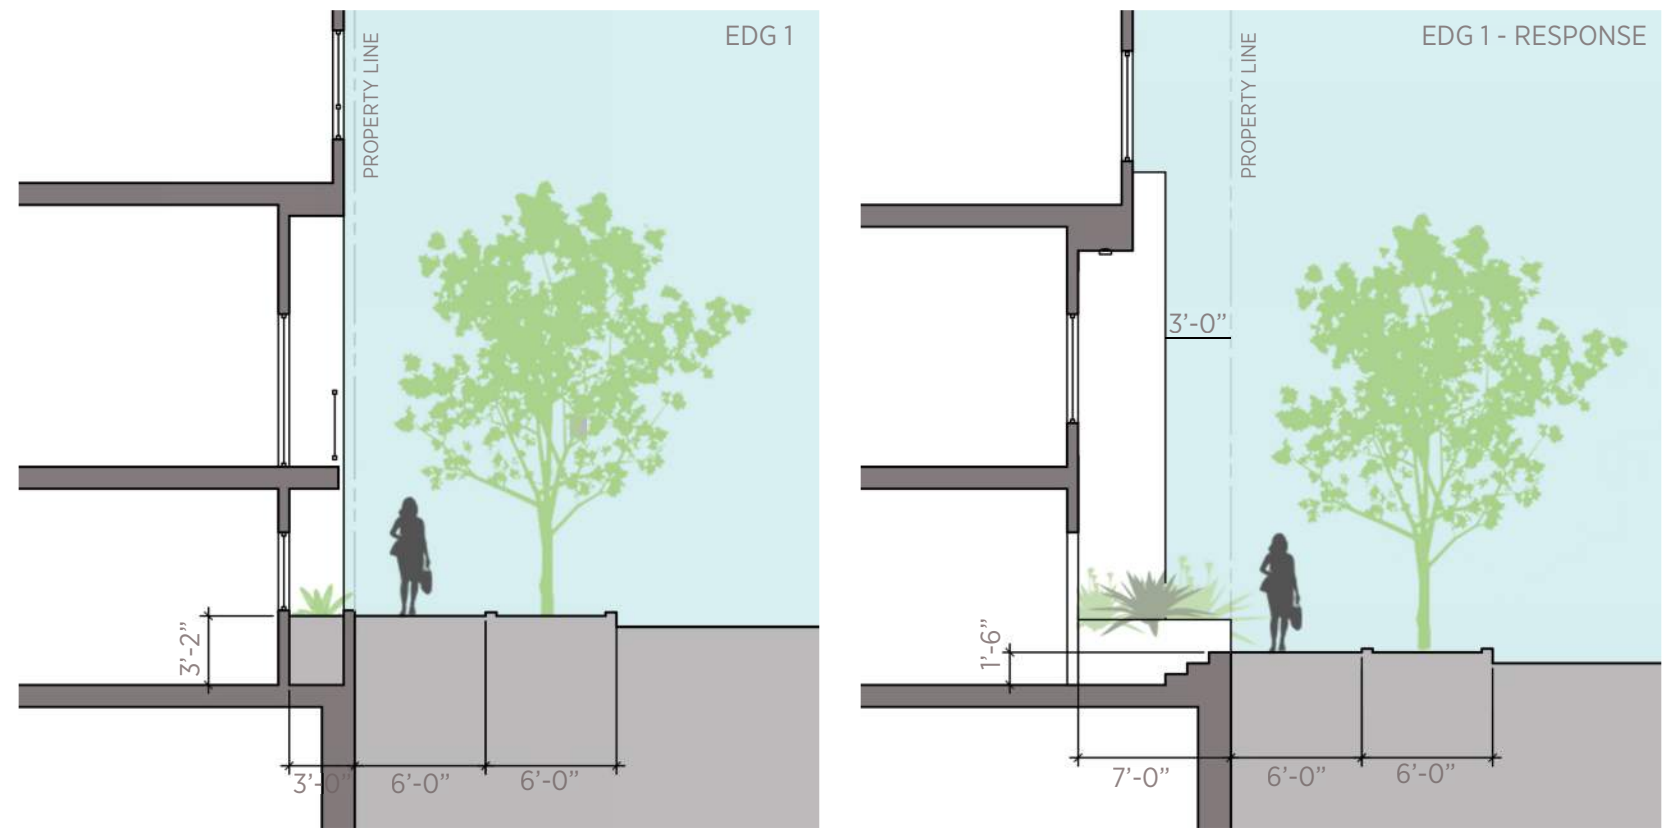 EDG 1
PROPERTY LINE
3’-2”
3’-0”
6’-0”
6’-0”
EDG 1 - RESPONSE
PROPERTY LINE
3’-0”
1’-6”
7’-0”
6’-0”
6’-0”